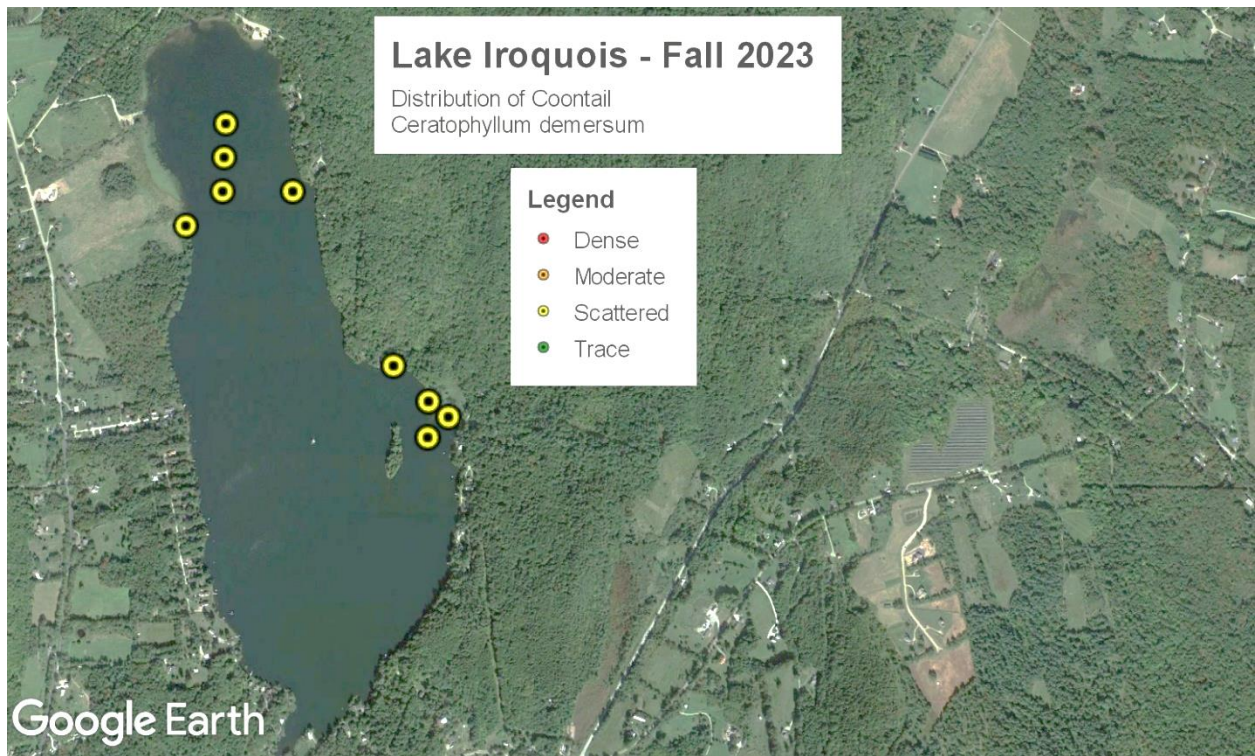 Lake Iroquois - Fall 2023
Distribution of Coontail
Ceratophyllum demersum
Legend
Dense
Moderate
Scattered
Trace
Google Earth